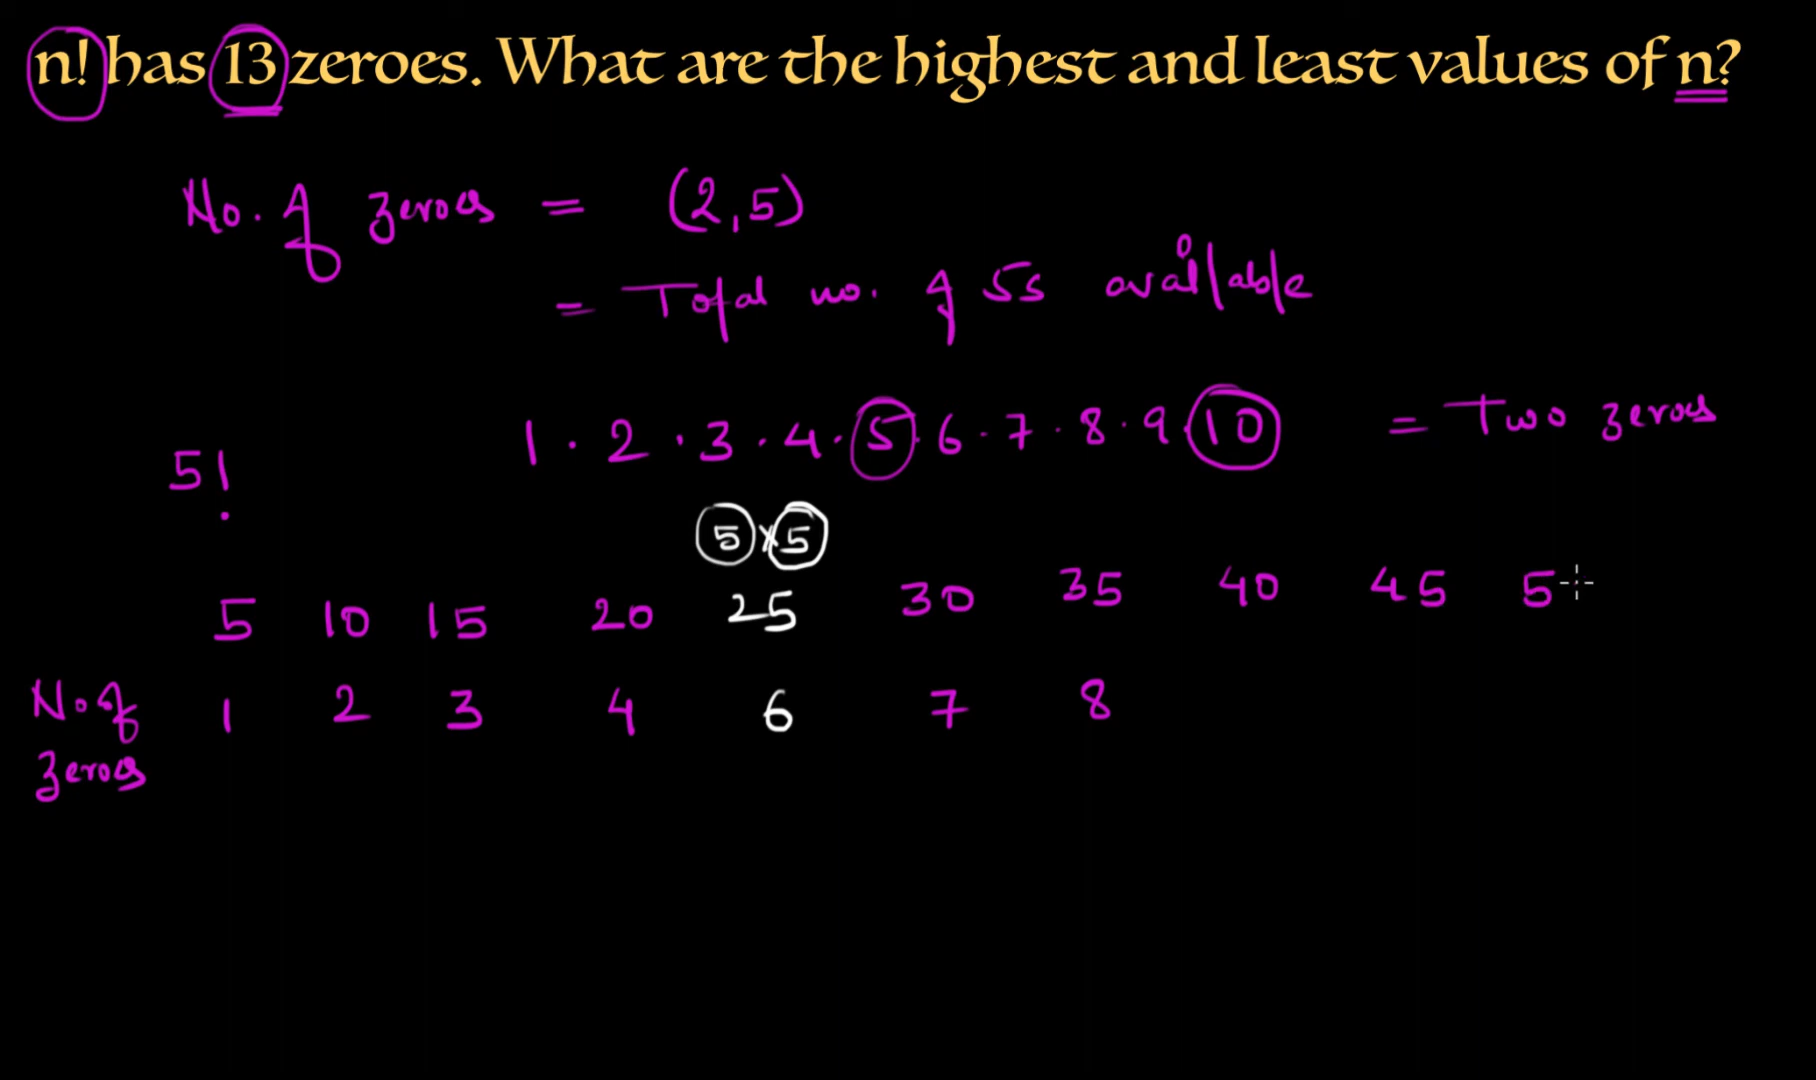 n! has 13 zeroes. What are the highest and least values of n?
No. of zeroes = (2,5)
= Total no. of 5s available
5!
1 · 2 · 3 · 4 · 5 · 6 · 7 · 8 · 9 · 10 = Two zeroes
5 x 5
5 10 15 20 25 30 35 40 45 5
No of 1 2 3 4 6 7 8
zeroes